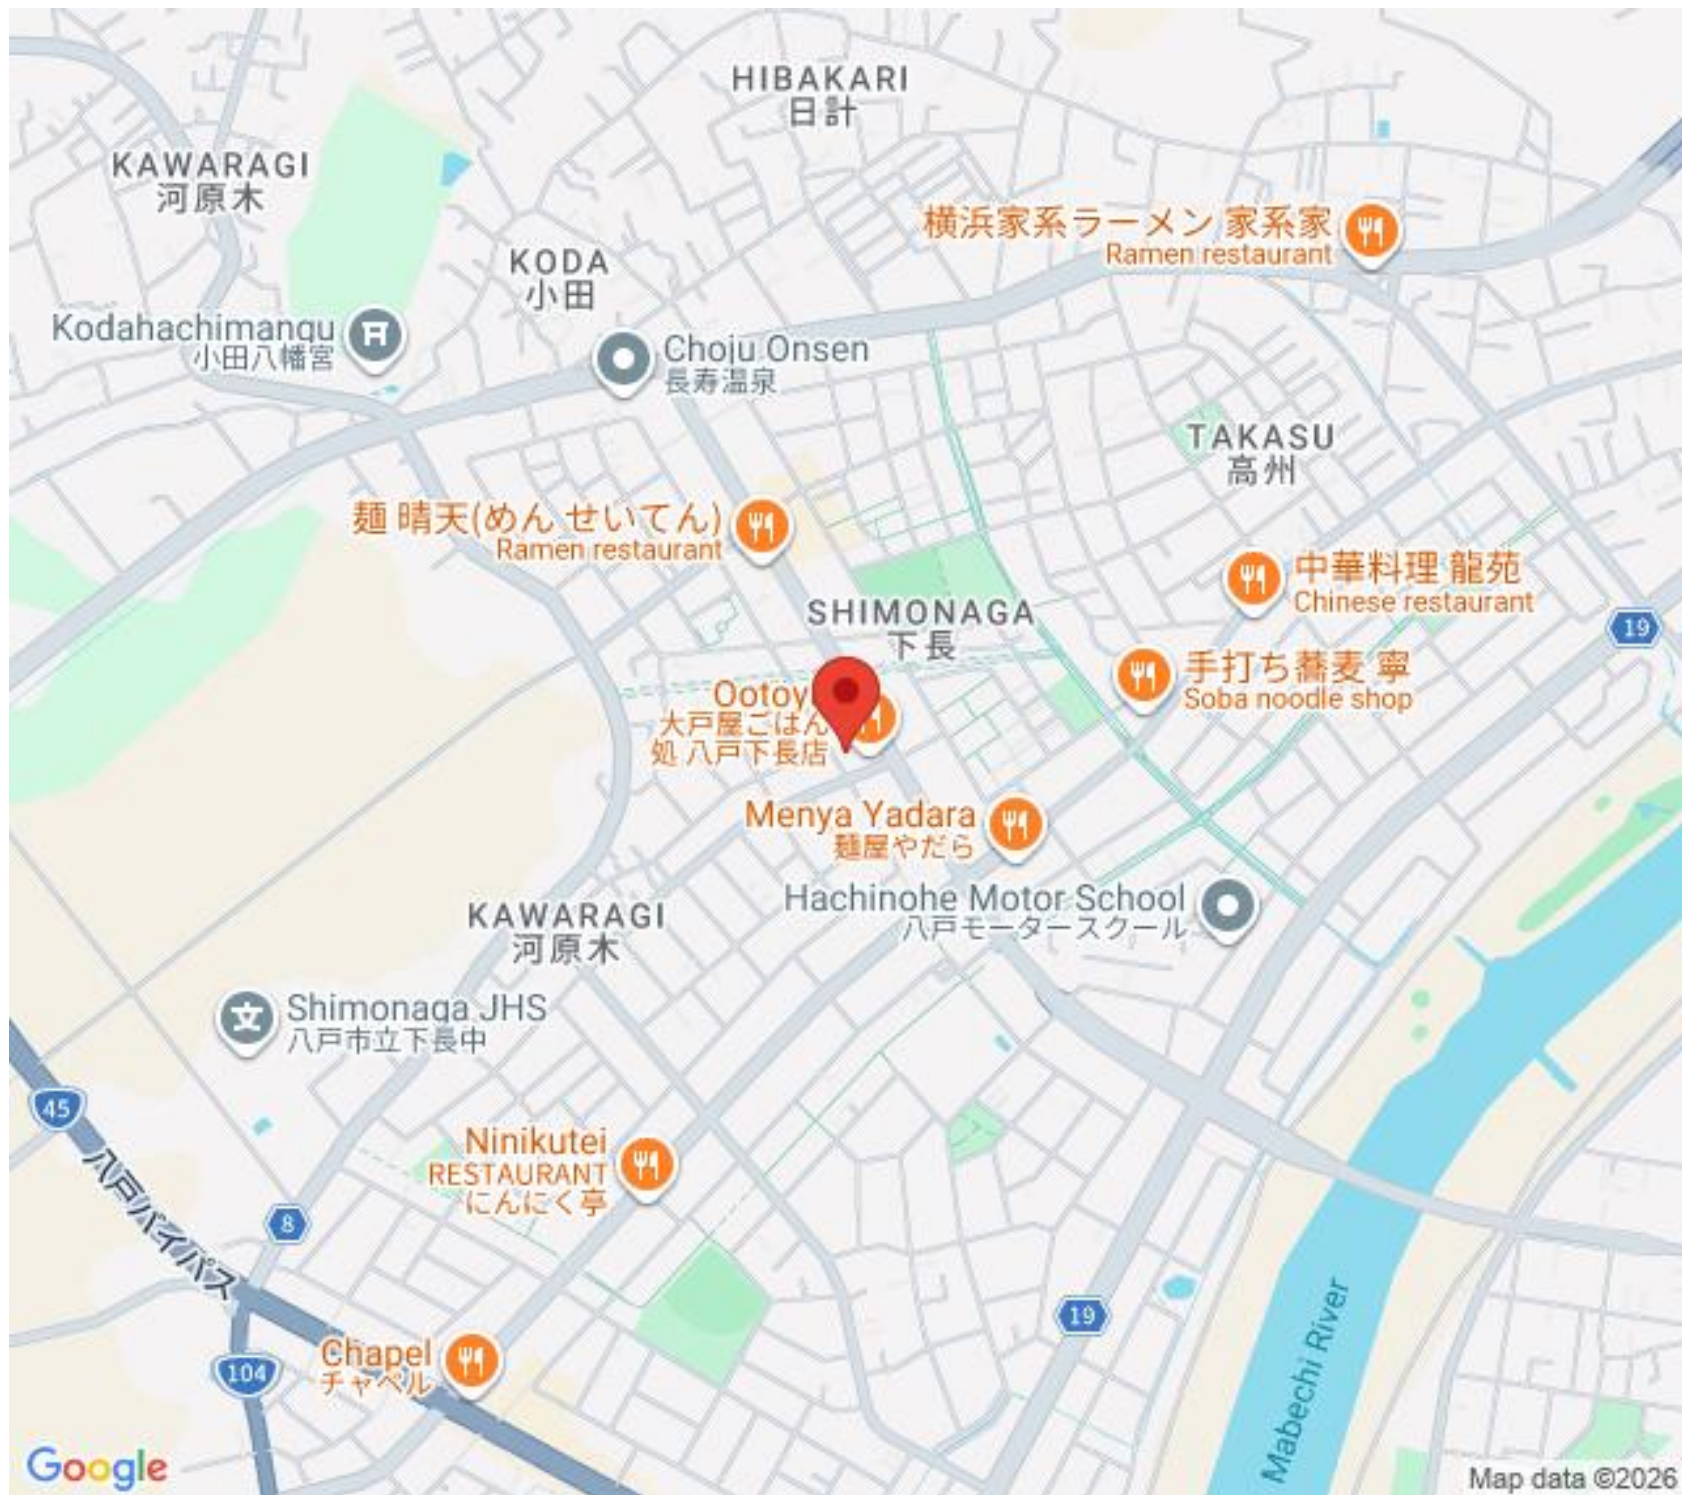 HIBAKARI
日計
KAWARAGI
河原木
横浜家系ラーメン 家系家
Ramen restaurant
KODA
小田
Kodahachimangu
小田八幡宮
Choju Onsen
長寿温泉
TAKASU
高州
麺 晴天(めん せいてん)
Ramen restaurant
中華料理 龍苑
Chinese restaurant
SHIMONAGA
下長
19
手打ち蕎麦 寧
Soba noodle shop
大戸屋ごはん
処 八戸下長店
Menya Yadara
麺屋やだら
Hachinohe Motor School
八戸モータースクール
KAWARAGI
河原木
Shimonaga JHS
八戸市立下長中
45
八戸バイパス
Ninikutei
RESTAURANT
にんにく亭
8
19
Chapel
チャペル
104
Mabechi River
Google
Map data ©2026